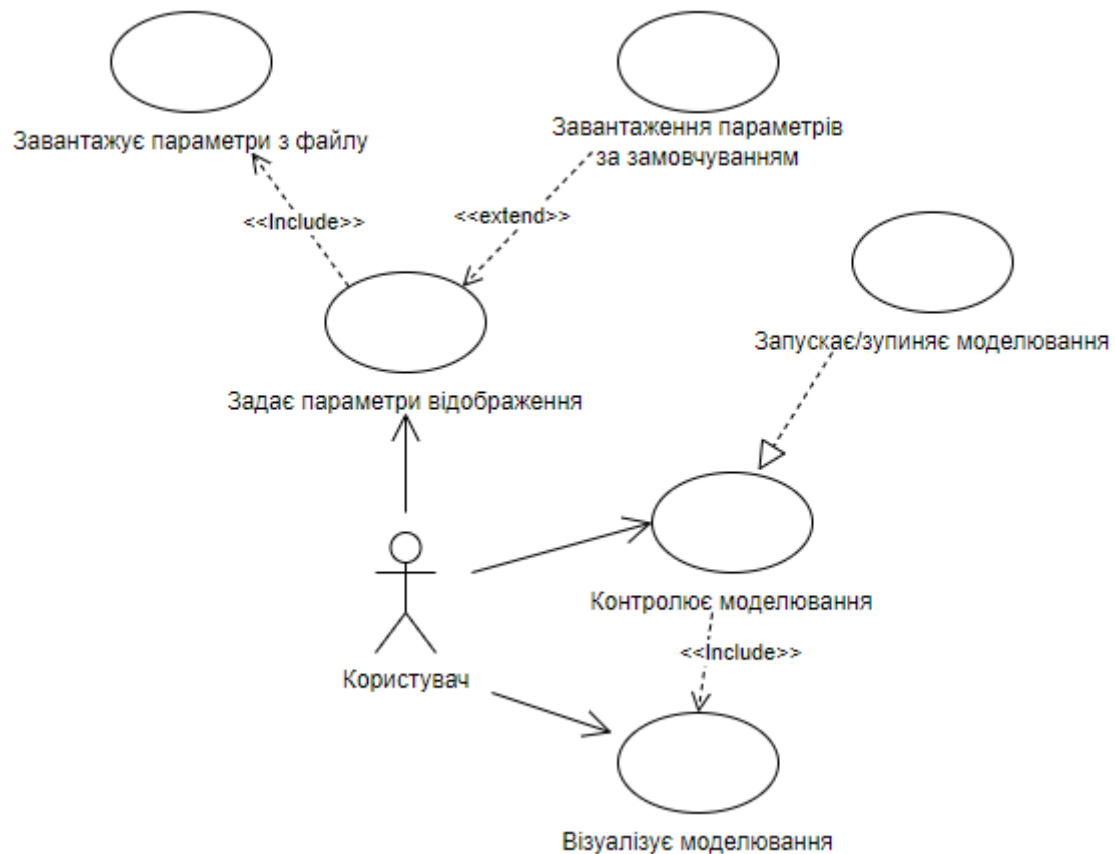 Завантажує параметри з файлу
Завантаження параметрів
за замовчуванням
<<Include>>
<<extend>>
Запускає/зупиняє моделювання
Задає параметри відображення
Контролює моделювання
<<Include>>
Користувач
Візуалізує моделювання